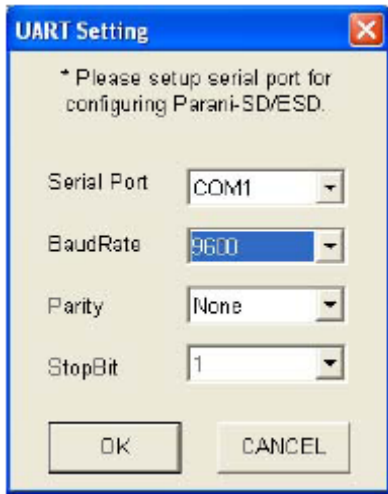 UART Setting
* Please setup serial port for
configuring Parani-SD/ESD.
Serial Port COM1
BaudRate 9600
Parity None
StopBit 1
OK CANCEL